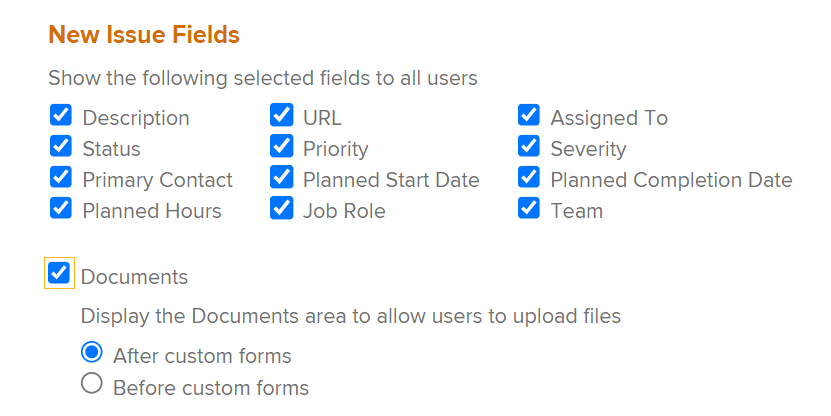 New Issue Fields
Show the following selected fields to all users
Description URL Assigned To
Status Priority Severity
Primary Contact Planned Start Date Planned Completion Date
Planned Hours Job Role Team
Documents
Display the Documents area to allow users to upload files
After custom forms
Before custom forms